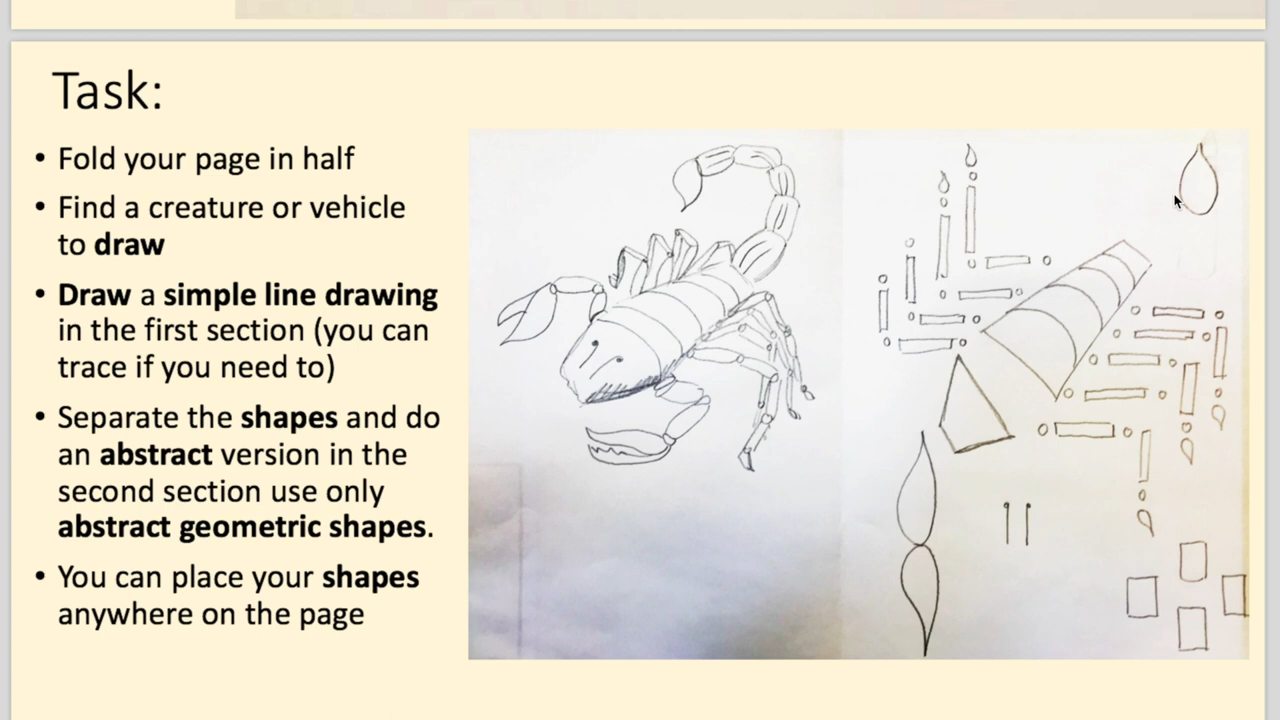 Task:
• Fold your page in half
• Find a creature or vehicle
to draw
• Draw a simple line drawing
in the first section (you can
trace if you need to)
• Separate the shapes and do
an abstract version in the
second section use only
abstract geometric shapes.
• You can place your shapes
anywhere on the page